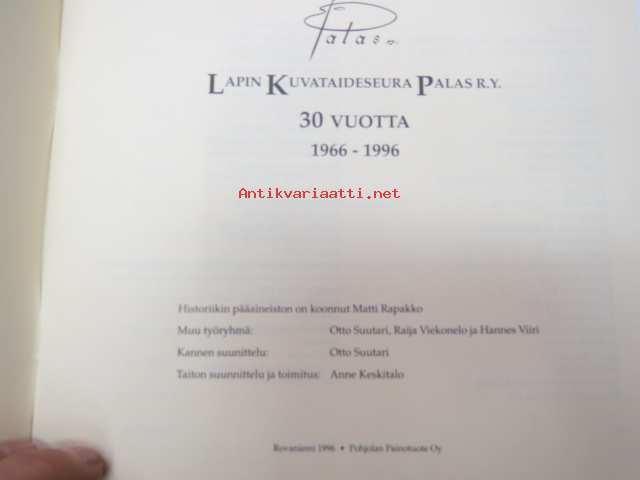 Palas
LAPIN KUVATAIDESEURA PALAS R.Y.
30 VUOTTA
1966 - 1996
Antikvariaatti.net
Historiikin pääaineiston on koonnut Matti Rapakko
Muu työryhmä: Otto Suutari, Raija Viekonelo ja Hannes Viiri
Kannen suunittelu: Otto Suutari
Taiton suunnittelu ja toimitus: Anne Keskitalo
Rovaniemi 1996 • Pohjolan Painotuote Oy